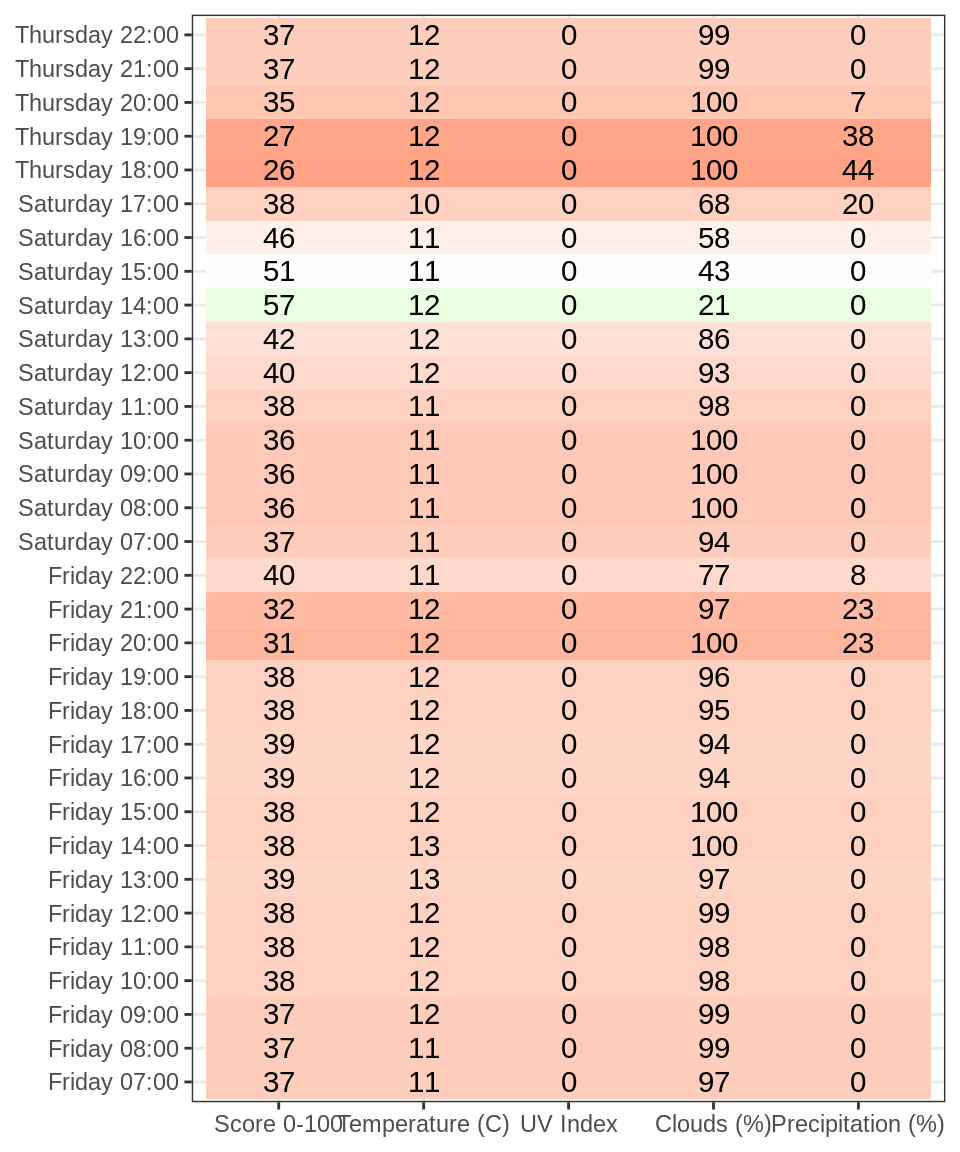 Thursday 22:00 37 12 0 99 0
Thursday 21:00 37 12 0 99 0
Thursday 20:00 35 12 0 100 7
Thursday 19:00 27 12 0 100 38
Thursday 18:00 26 12 0 100 44
Saturday 17:00 38 10 0 68 20
Saturday 16:00 46 11 0 58 0
Saturday 15:00 51 11 0 43 0
Saturday 14:00 57 12 0 21 0
Saturday 13:00 42 12 0 86 0
Saturday 12:00 40 12 0 93 0
Saturday 11:00 38 11 0 98 0
Saturday 10:00 36 11 0 100 0
Saturday 09:00 36 11 0 100 0
Saturday 08:00 36 11 0 100 0
Saturday 07:00 37 11 0 94 0
Friday 22:00 40 11 0 77 8
Friday 21:00 32 12 0 97 23
Friday 20:00 31 12 0 100 23
Friday 19:00 38 12 0 96 0
Friday 18:00 38 12 0 95 0
Friday 17:00 39 12 0 94 0
Friday 16:00 39 12 0 94 0
Friday 15:00 38 12 0 100 0
Friday 14:00 38 13 0 100 0
Friday 13:00 39 13 0 97 0
Friday 12:00 38 12 0 99 0
Friday 11:00 38 12 0 98 0
Friday 10:00 38 12 0 98 0
Friday 09:00 37 12 0 99 0
Friday 08:00 37 11 0 99 0
Friday 07:00 37 11 0 97 0
Score 0-100 Temperature (C) UV Index Clouds (%) Precipitation (%)